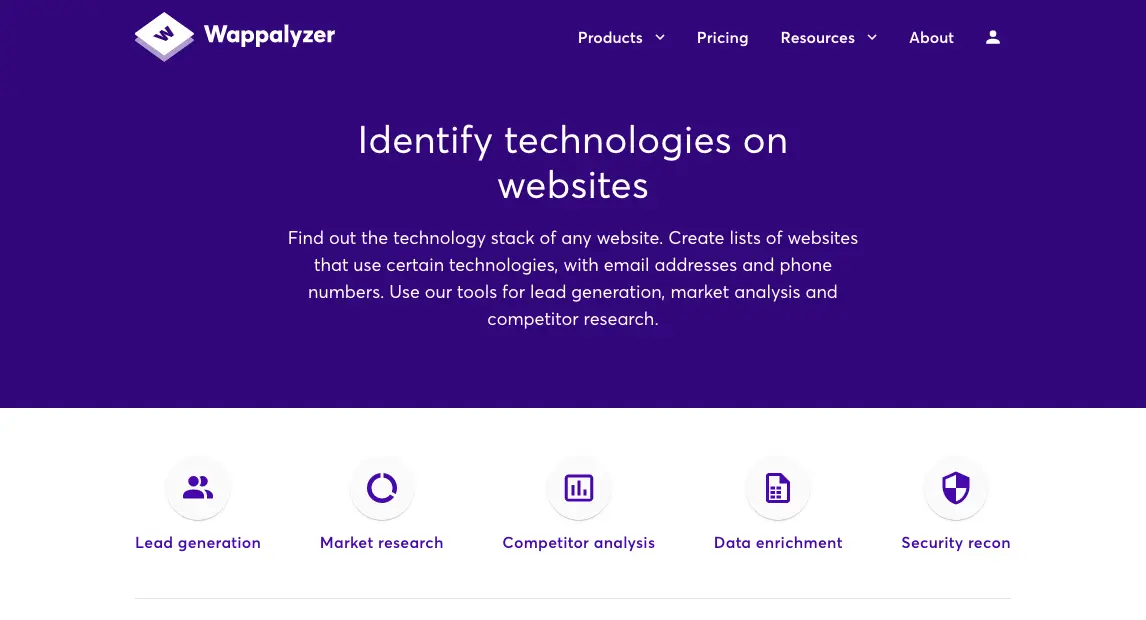 Wappalyzer
Products
Pricing
Resources
About
Identify technologies on
websites
Find out the technology stack of any website. Create lists of websites
that use certain technologies, with email addresses and phone
numbers. Use our tools for lead generation, market analysis and
competitor research.
Lead generation
Market research
Competitor analysis
Data enrichment
Security recon